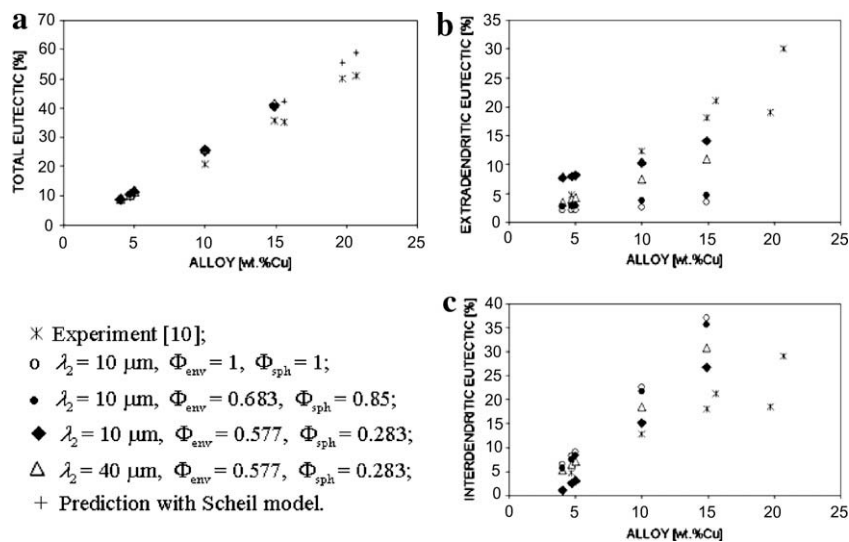 a
TOTAL EUTECTIC [%]
70
60
50
40
30
20
10
0
0 5 10 15 20 25
ALLOY [wt.%Cu]
b
EXTRADENDRITIC EUTECTIC [%]
35
30
25
20
15
10
5
0
0 5 10 15 20 25
ALLOY [wt.%Cu]
Experiment [10];
λ₂ = 10 μm, Φenv = 1, Φsph = 1;
λ₂ = 10 μm, Φenv = 0.683, Φsph = 0.85;
λ₂ = 10 μm, Φenv = 0.577, Φsph = 0.283;
λ₂ = 40 μm, Φenv = 0.577, Φsph = 0.283;
Prediction with Scheil model.
c
INTERDENDRITIC EUTECTIC [%]
40
35
30
25
20
15
10
5
0
0 5 10 15 20 25
ALLOY [wt.%Cu]